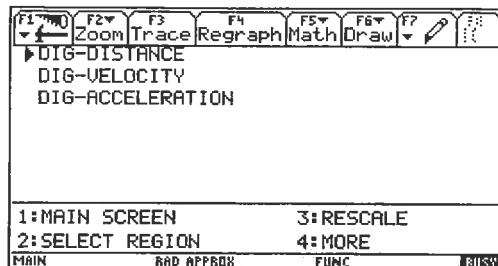 F1 F2 F3 F4 F5 F6 F7
Zoom Trace Regraph Math Draw
DIG-DISTANCE
DIG-VELOCITY
DIG-ACCELERATION
1:MAIN SCREEN 3:RESCALE
2:SELECT REGION 4:MORE
MAIN RAD APPROX FUNC BUSY